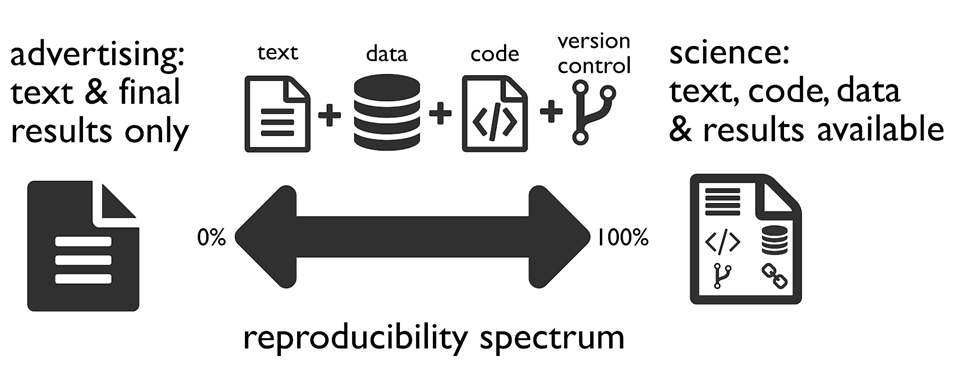 advertising:
text & final
results only
text
data
code
version
control
science:
text, code, data
& results available
+
+
+
</>
0%
100%
</>
reproducibility spectrum